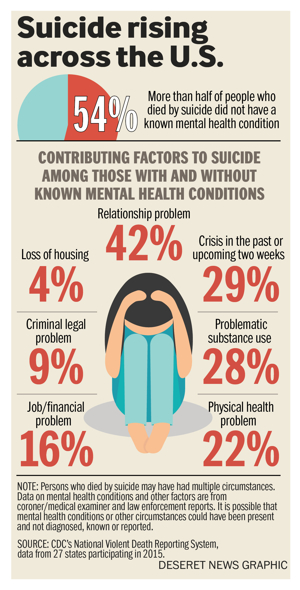 Suicide rising
across the U.S.
54%
More than half of people who
died by suicide did not have a
known mental health condition
CONTRIBUTING FACTORS TO SUICIDE
AMONG THOSE WITH AND WITHOUT
KNOWN MENTAL HEALTH CONDITIONS
Relationship problem
42%
Loss of housing
4%
Crisis in the past or
upcoming two weeks
29%
Criminal legal
problem
9%
Problematic
substance use
28%
Job/financial
problem
16%
Physical health
problem
22%
NOTE: Persons who died by suicide may have had multiple circumstances.
Data on mental health conditions and other factors are from
coroner/medical examiner and law enforcement reports. It is possible that
mental health conditions or other circumstances could have been present
and not diagnosed, known or reported.
SOURCE: CDC's National Violent Death Reporting System,
data from 27 states participating in 2015.
DESERET NEWS GRAPHIC